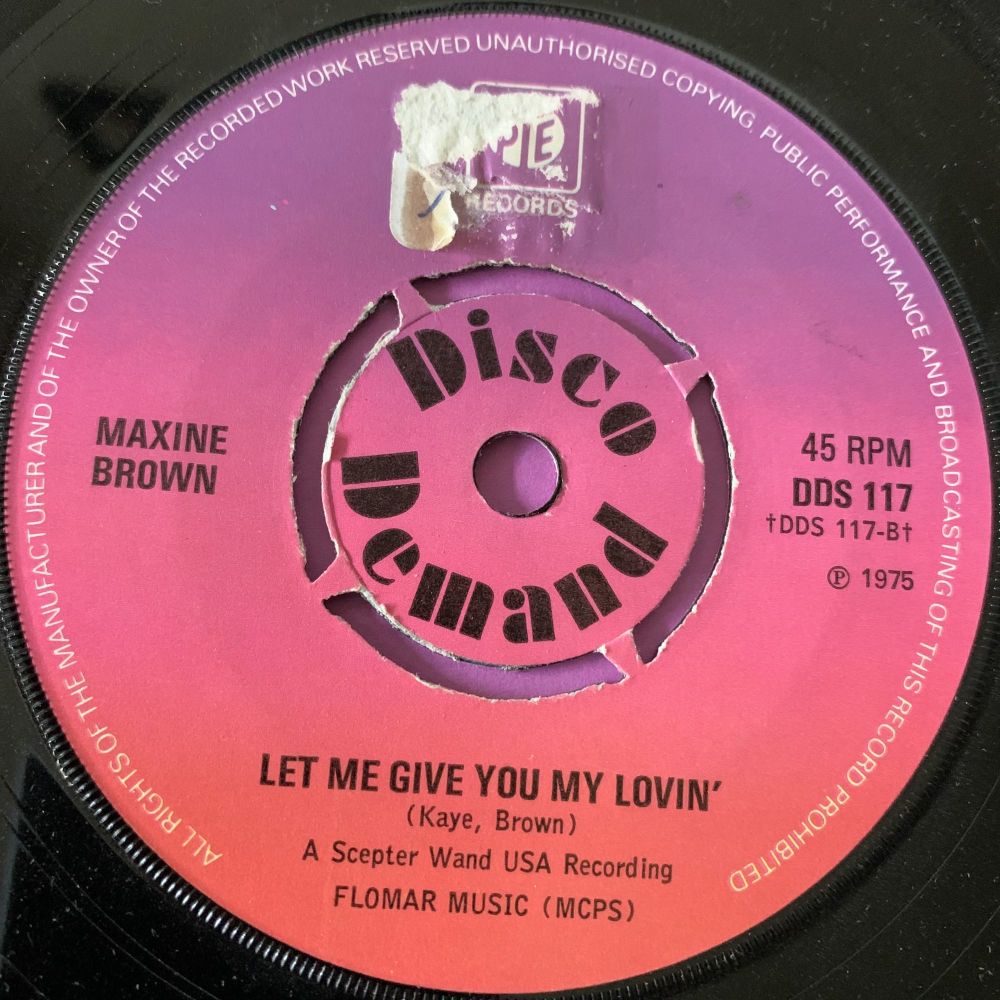 ALL RIGHTS OF THE MANUFACTURER AND OF THE OWNER OF THE RECORDED WORK RESERVED UNAUTHORISED COPYING, PUBLIC PERFORMANCE AND BROADCASTING OF THIS RECORD PROHIBITED
PYE
RECORDS
Disco
Demand
MAXINE
BROWN
45 RPM
DDS 117
†DDS 117-B†
℗ 1975
LET ME GIVE YOU MY LOVIN'
(Kaye, Brown)
A Scepter Wand USA Recording
FLOMAR MUSIC (MCPS)